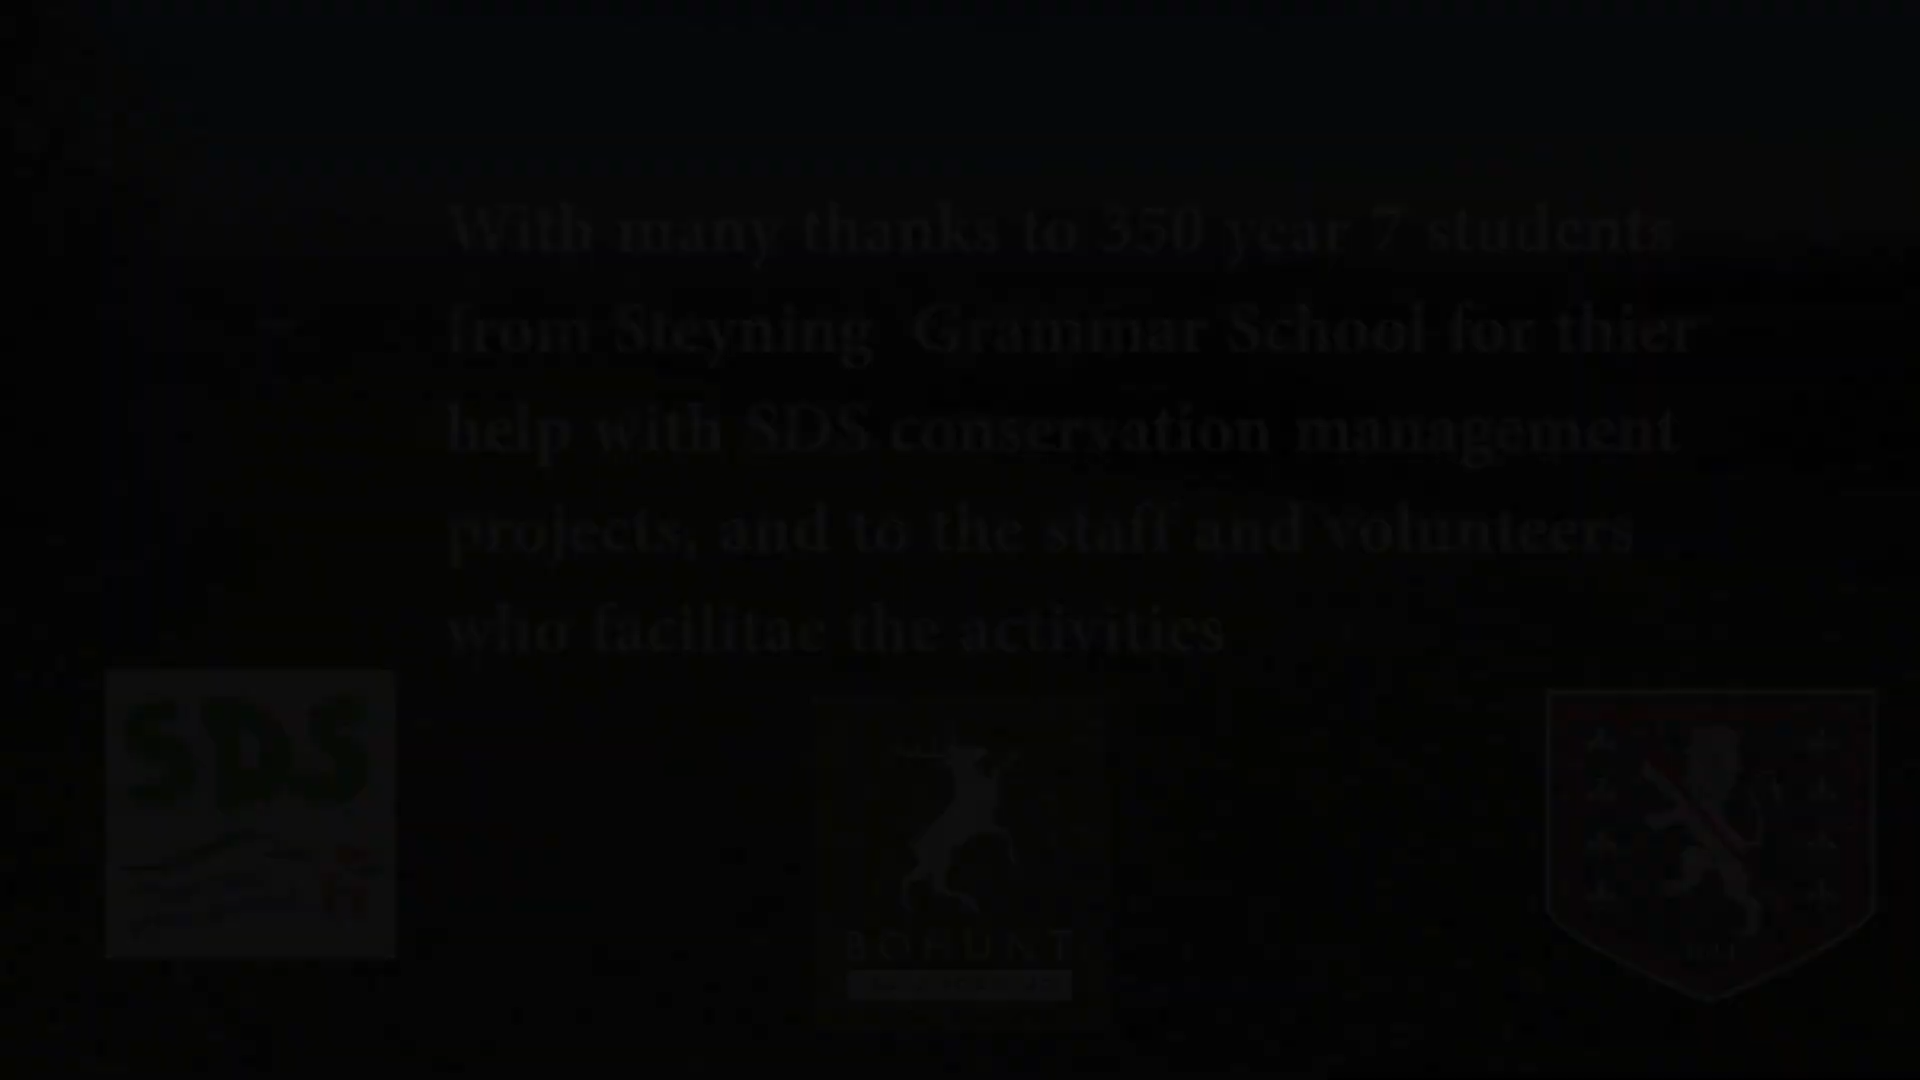 With many thanks to 350 year 7 students
from Steyning Grammar School for thier
help with SDS conservation management
projects, and to the staff and volunteers
who facilitae the activities
SDS
BOHUNT